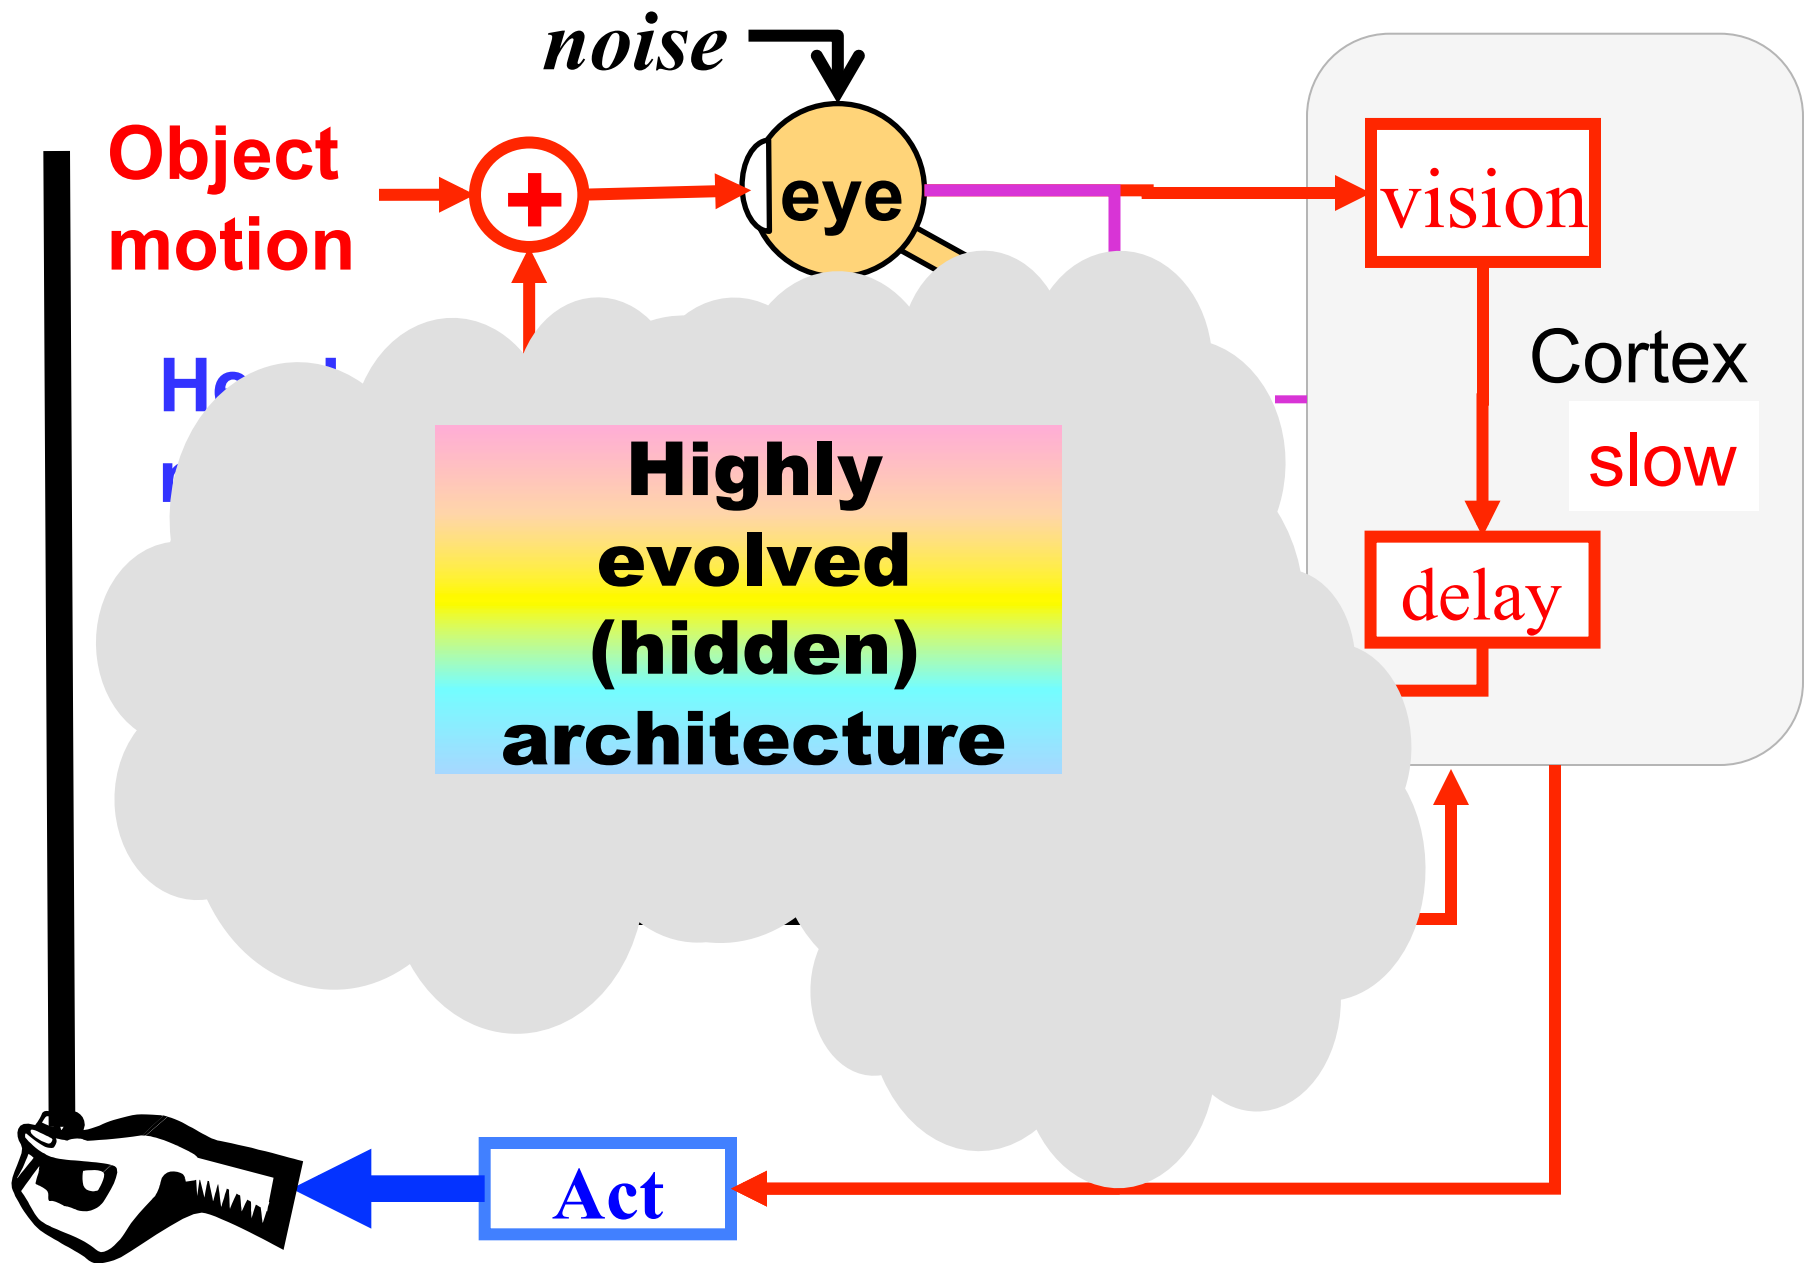 noise
Object
motion
+
eye
vision
Cortex
slow
Highly
evolved
(hidden)
architecture
delay
Act